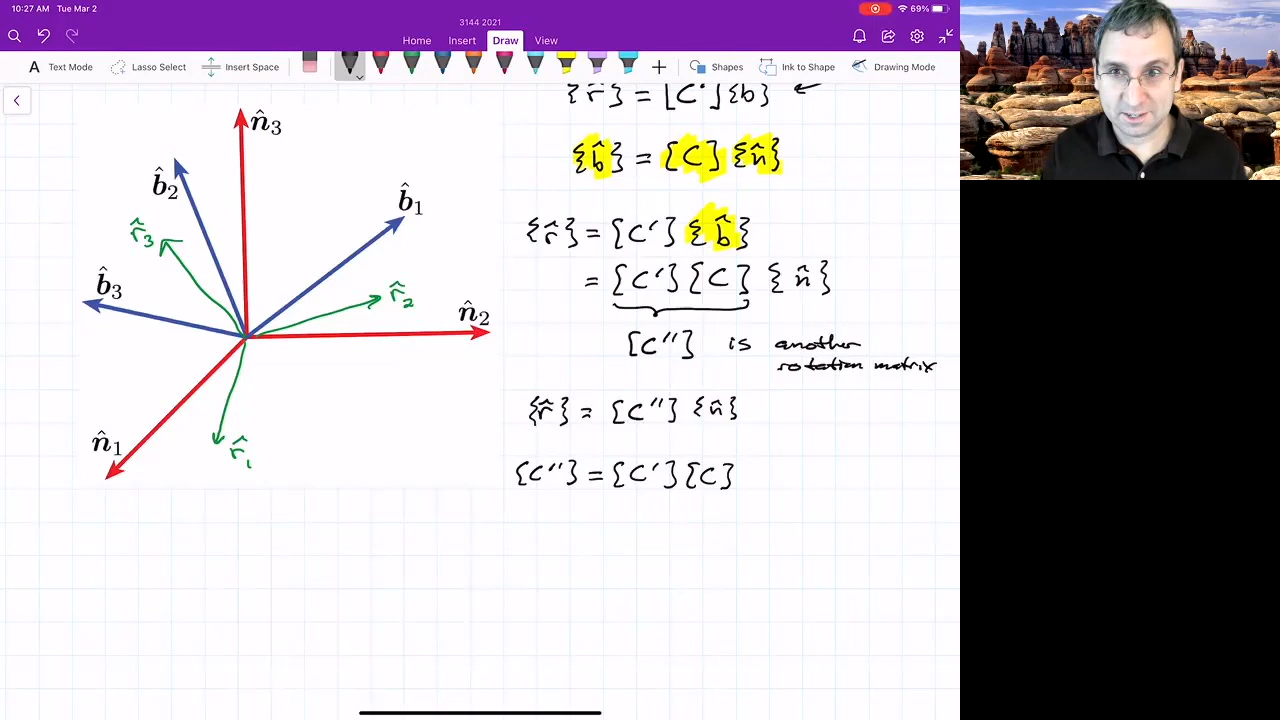 10:27 AM Tue Mar 2
69%
3144 2021
Home Insert Draw View
A Text Mode Lasso Select Insert Space Shapes Ink to Shape Drawing Mode
{r̂} = [C'] {b}
{b̂} = [C] {n̂}
{r̂} = [C'] {b̂}
= [C'] [C] {n̂}
[C''] is another
rotation matrix
{r̂} = [C''] {n̂}
{C''} = [C'] [C]
n̂₃
b̂₂
b̂₁
r̂₃
b̂₃
r̂₂
n̂₂
n̂₁
r̂₁